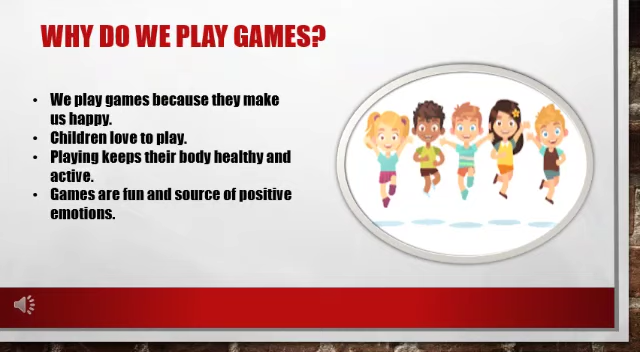 WHY DO WE PLAY GAMES?
• We play games because they make
us happy.
• Children love to play.
• Playing keeps their body healthy and
active.
• Games are fun and source of positive
emotions.